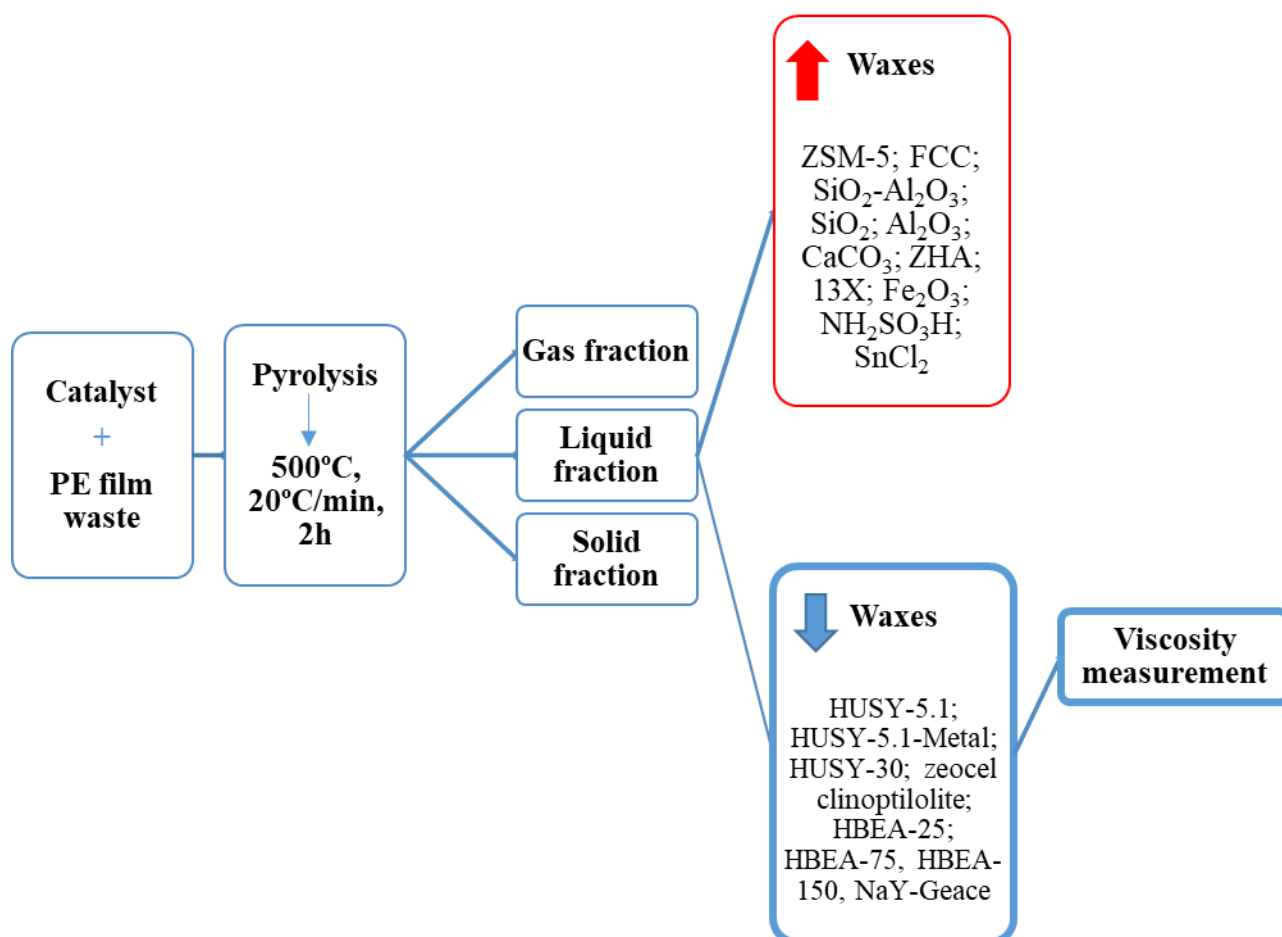 Catalyst
+
PE film
waste
Pyrolysis
500ºC,
20ºC/min,
2h
Gas fraction
Liquid
fraction
Solid
fraction
Waxes
ZSM-5; FCC;
SiO₂-Al₂O₃;
SiO₂; Al₂O₃;
CaCO₃; ZHA;
13X; Fe₂O₃;
NH₂SO₃H;
SnCl₂
Waxes
HUSY-5.1;
HUSY-5.1-Metal;
HUSY-30; zeocel
clinoptilolite;
HBEA-25;
HBEA-75, HBEA-
150, NaY-Geace
Viscosity
measurement